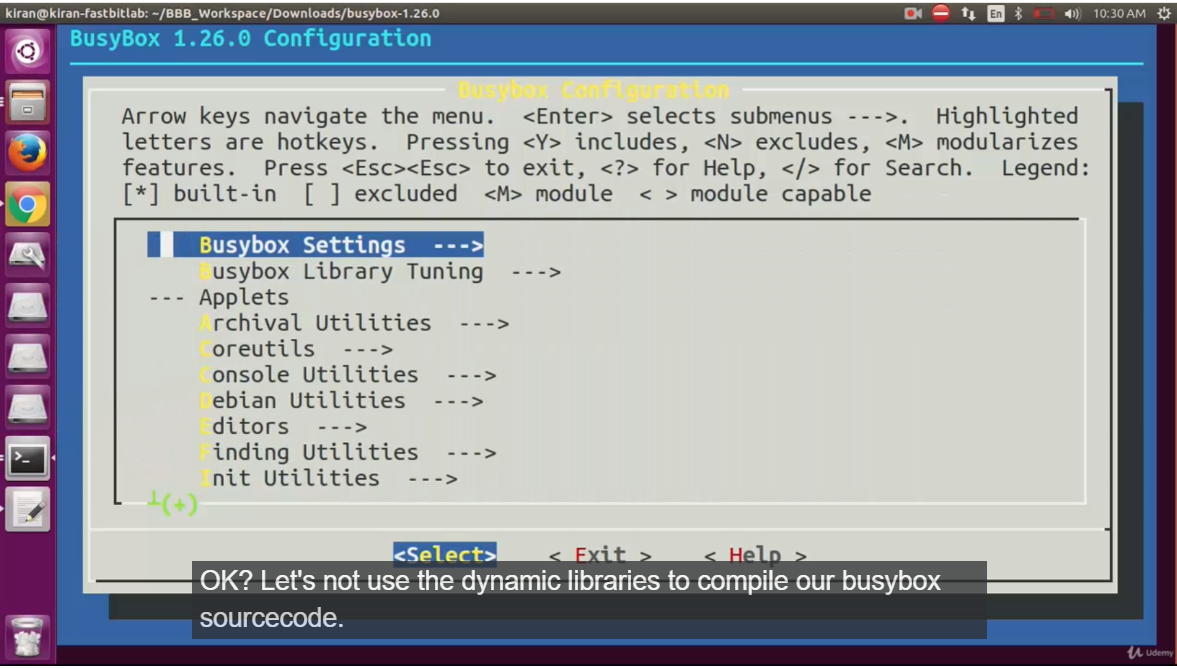 kiran@kiran-fastbitlab: ~/BBB_Workspace/Downloads/busybox-1.26.0
En
10:30 AM
BusyBox 1.26.0 Configuration
Busybox Configuration
Arrow keys navigate the menu.  <Enter> selects submenus --->.  Highlighted
letters are hotkeys.  Pressing <Y> includes, <N> excludes, <M> modularizes
features.  Press <Esc><Esc> to exit, <?> for Help, </> for Search.  Legend:
[*] built-in  [ ] excluded  <M> module  < > module capable
Busybox Settings  --->
Busybox Library Tuning  --->
--- Applets
Archival Utilities  --->
Coreutils  --->
Console Utilities  --->
Debian Utilities  --->
Editors  --->
Finding Utilities  --->
Init Utilities  --->
┴(+)
<Select>    < Exit >    < Help >
OK? Let's not use the dynamic libraries to compile our busybox
sourcecode.
Udemy